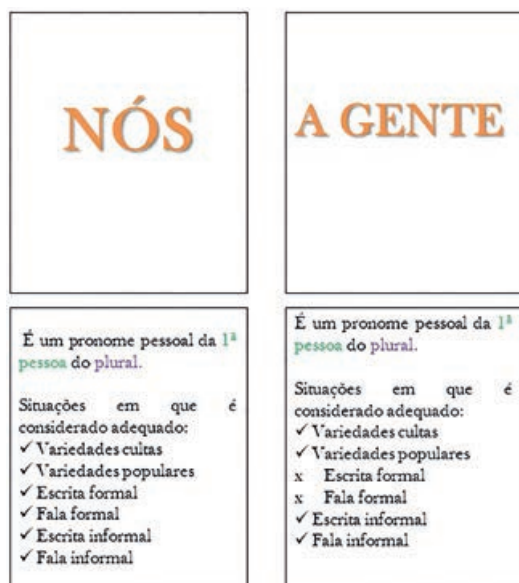 NÓS
A GENTE
É um pronome pessoal da 1ª
pessoa do plural.
Situações em que é
considerado adequado:
✓ Variedades cultas
✓ Variedades populares
✓ Escrita formal
✓ Fala formal
✓ Escrita informal
✓ Fala informal
É um pronome pessoal da 1ª
pessoa do plural.
Situações em que é
considerado adequado:
✓ Variedades cultas
✓ Variedades populares
x Escrita formal
x Fala formal
✓ Escrita informal
✓ Fala informal